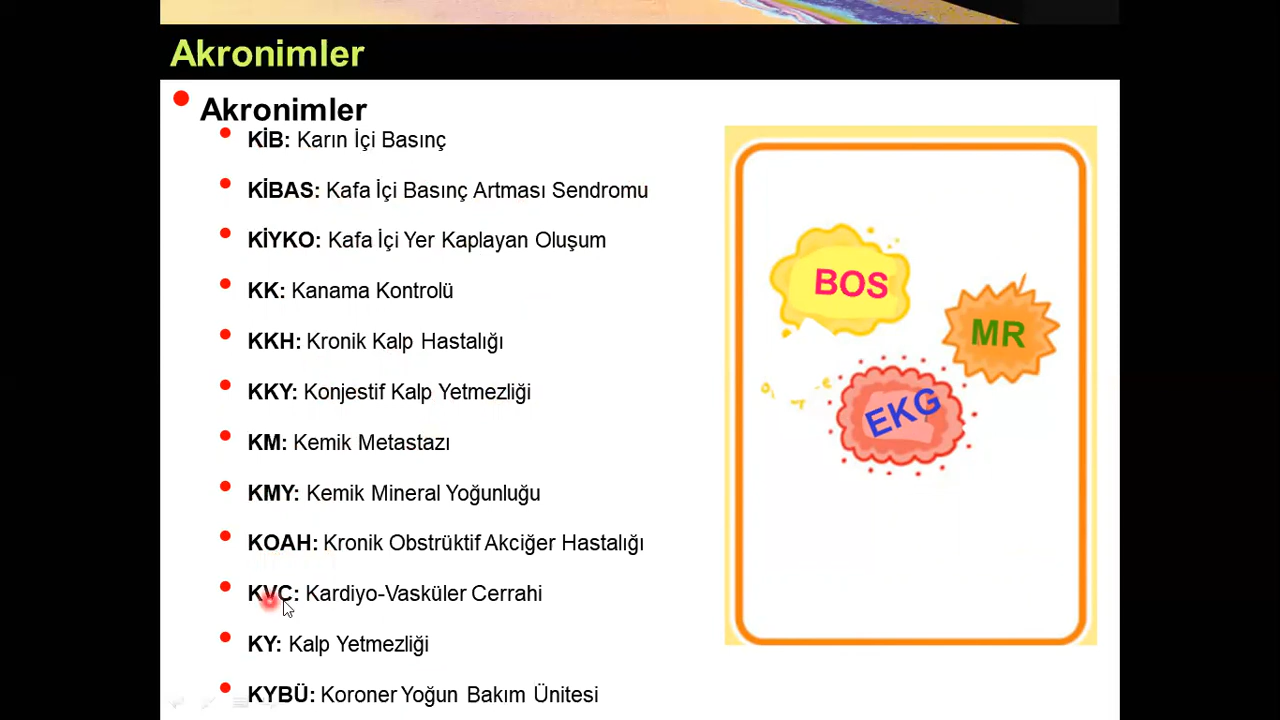 Akronimler
Akronimler
KİB: Karın İçi Basınç
KİBAS: Kafa İçi Basınç Artması Sendromu
KİYKO: Kafa İçi Yer Kaplayan Oluşum
KK: Kanama Kontrolü
KKH: Kronik Kalp Hastalığı
KKY: Konjestif Kalp Yetmezliği
KM: Kemik Metastazı
KMY: Kemik Mineral Yoğunluğu
KOAH: Kronik Obstrüktif Akciğer Hastalığı
KVC: Kardiyo-Vasküler Cerrahi
KY: Kalp Yetmezliği
KYBÜ: Koroner Yoğun Bakım Ünitesi
BOS
MR
EKG